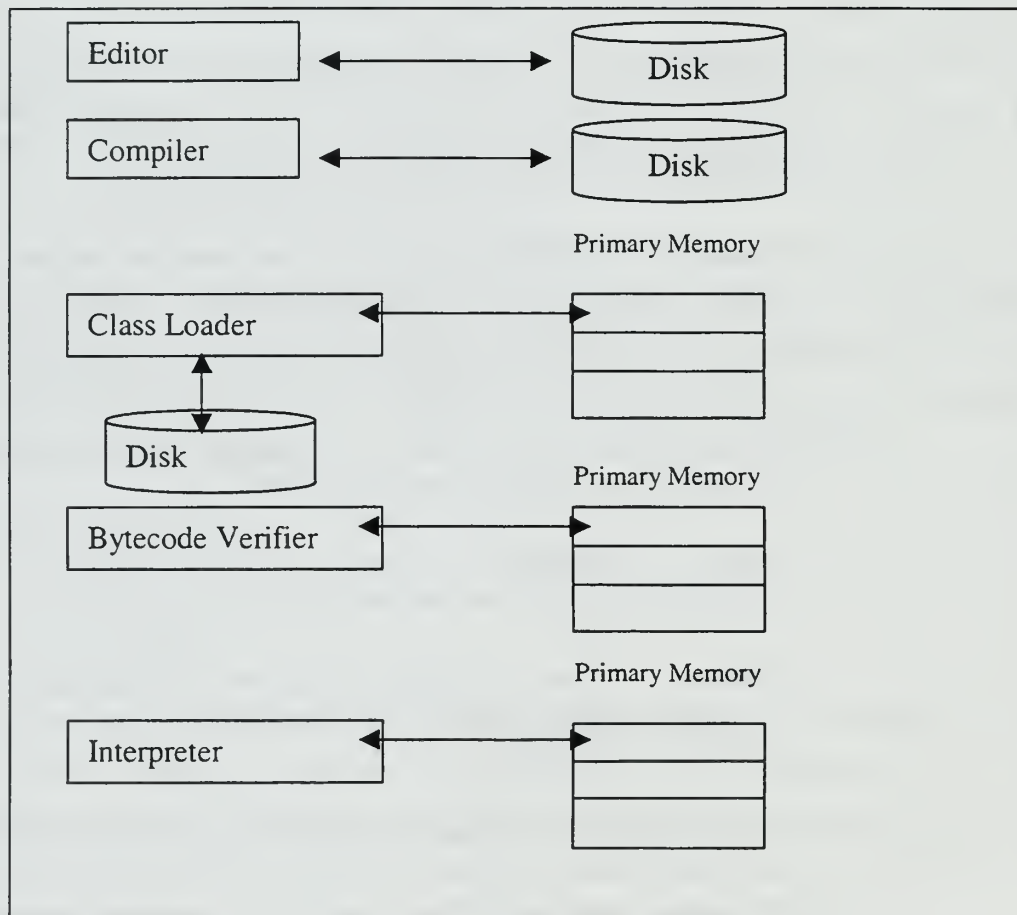 Editor
Disk
Compiler
Disk
Primary Memory
Class Loader
Disk
Primary Memory
Bytecode Verifier
Primary Memory
Interpreter